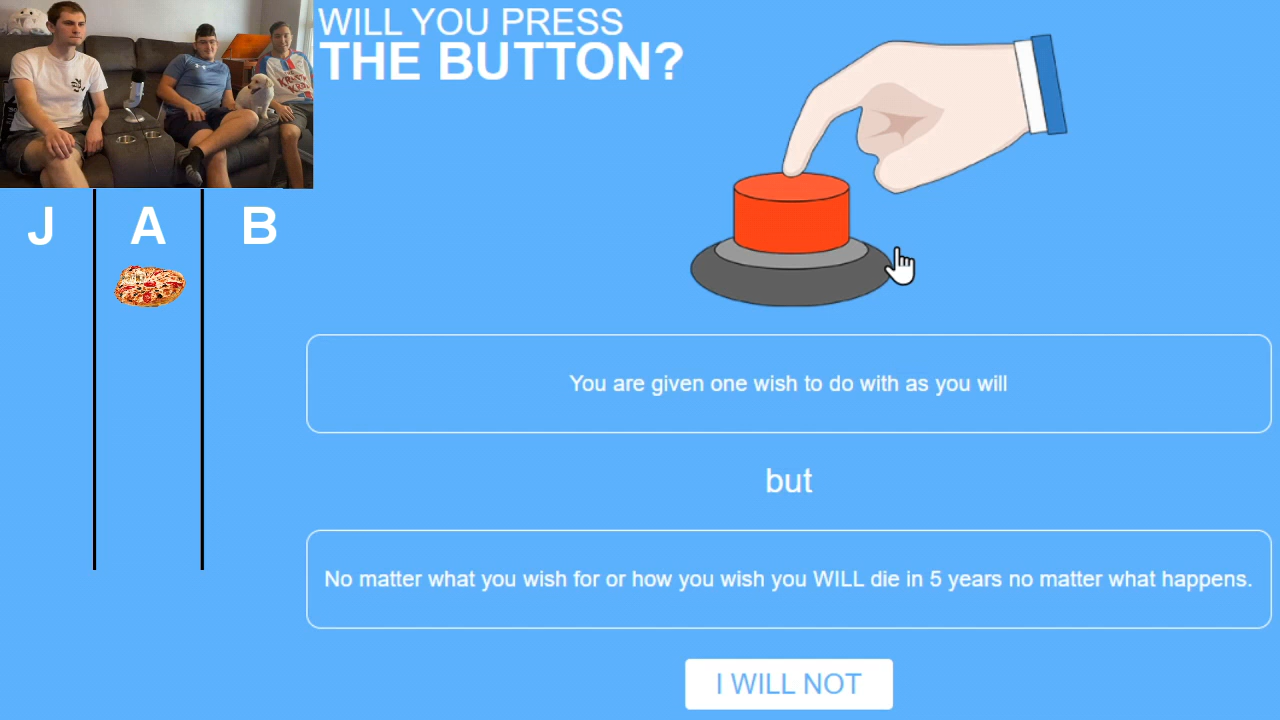 WILL YOU PRESS
THE BUTTON?
J A B
You are given one wish to do with as you will
but
No matter what you wish for or how you wish you WILL die in 5 years no matter what happens.
I WILL NOT